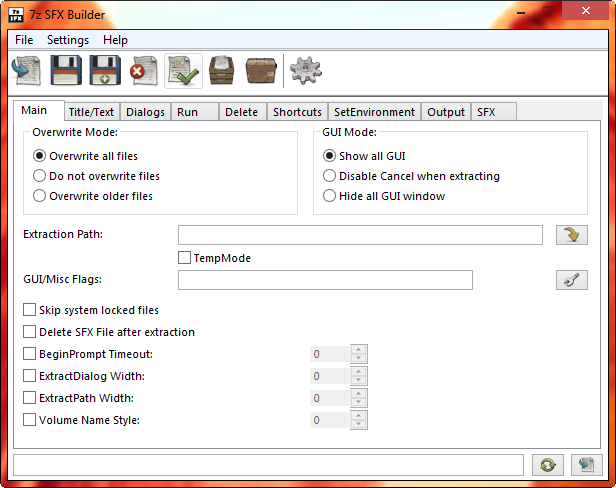 7z SFX 7z SFX Builder
File Settings Help
Main Title/Text Dialogs Run Delete Shortcuts SetEnvironment Output SFX
Overwrite Mode: GUI Mode:
Overwrite all files Show all GUI
Do not overwrite files Disable Cancel when extracting
Overwrite older files Hide all GUI window
Extraction Path:
TempMode
GUI/Misc Flags:
Skip system locked files
Delete SFX File after extraction
BeginPrompt Timeout: 0
ExtractDialog Width: 0
ExtractPath Width: 0
Volume Name Style: 0